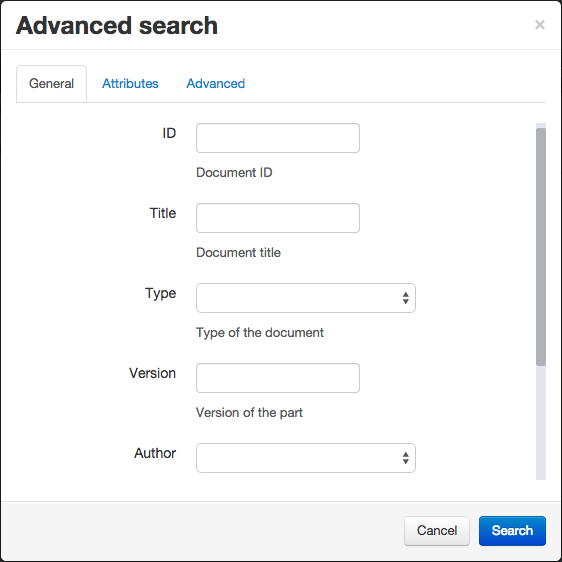 Advanced search ×
General Attributes Advanced
ID
Document ID
Title
Document title
Type
Type of the document
Version
Version of the part
Author
Cancel Search